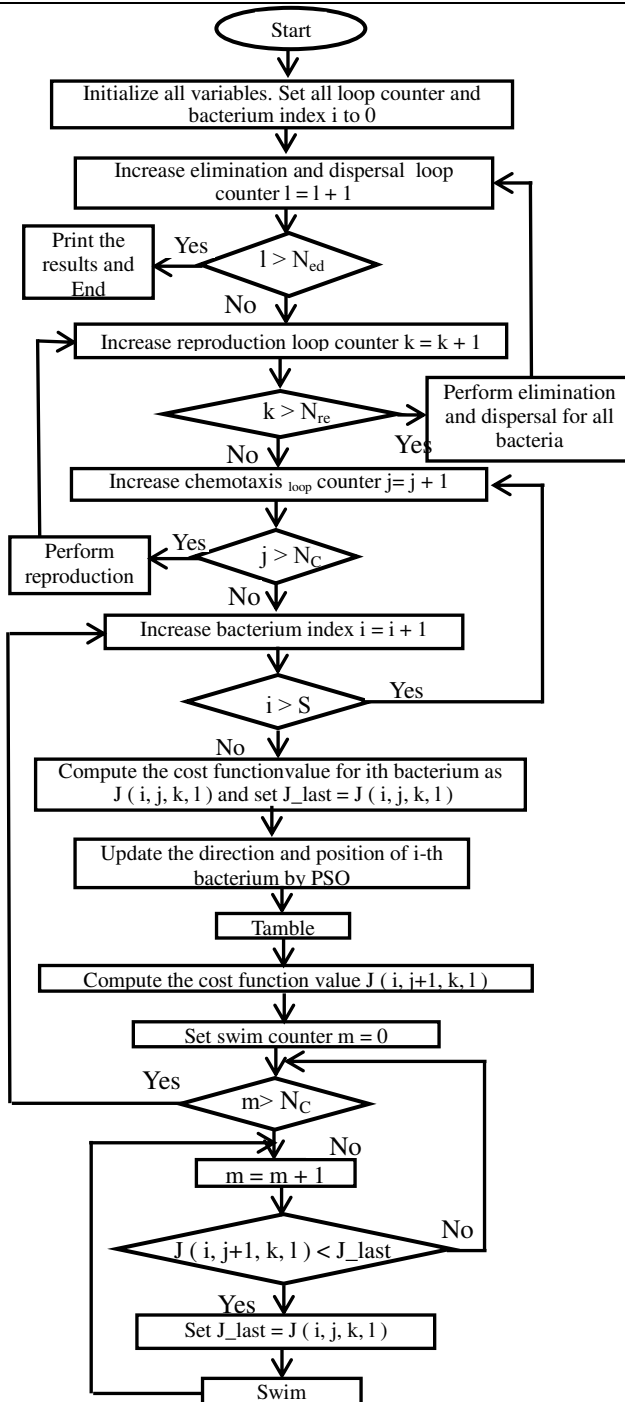 Start
Initialize all variables. Set all loop counter and
bacterium index i to 0
Increase elimination and dispersal loop
counter l = l + 1
Print the
results and
End
Yes
l > Ned
No
Increase reproduction loop counter k = k + 1
k > Nre
Yes
Perform elimination
and dispersal for all
bacteria
No
Increase chemotaxis loop counter j= j + 1
Perform
reproduction
Yes
j > NC
No
Increase bacterium index i = i + 1
i > S
Yes
No
Compute the cost functionvalue for ith bacterium as
J ( i, j, k, l ) and set J_last = J ( i, j, k, l )
Update the direction and position of i-th
bacterium by PSO
Tamble
Compute the cost function value J ( i, j+1, k, l )
Set swim counter m = 0
Yes
m> NC
No
m = m + 1
J ( i, j+1, k, l ) < J_last
No
Yes
Set J_last = J ( i, j, k, l )
Swim